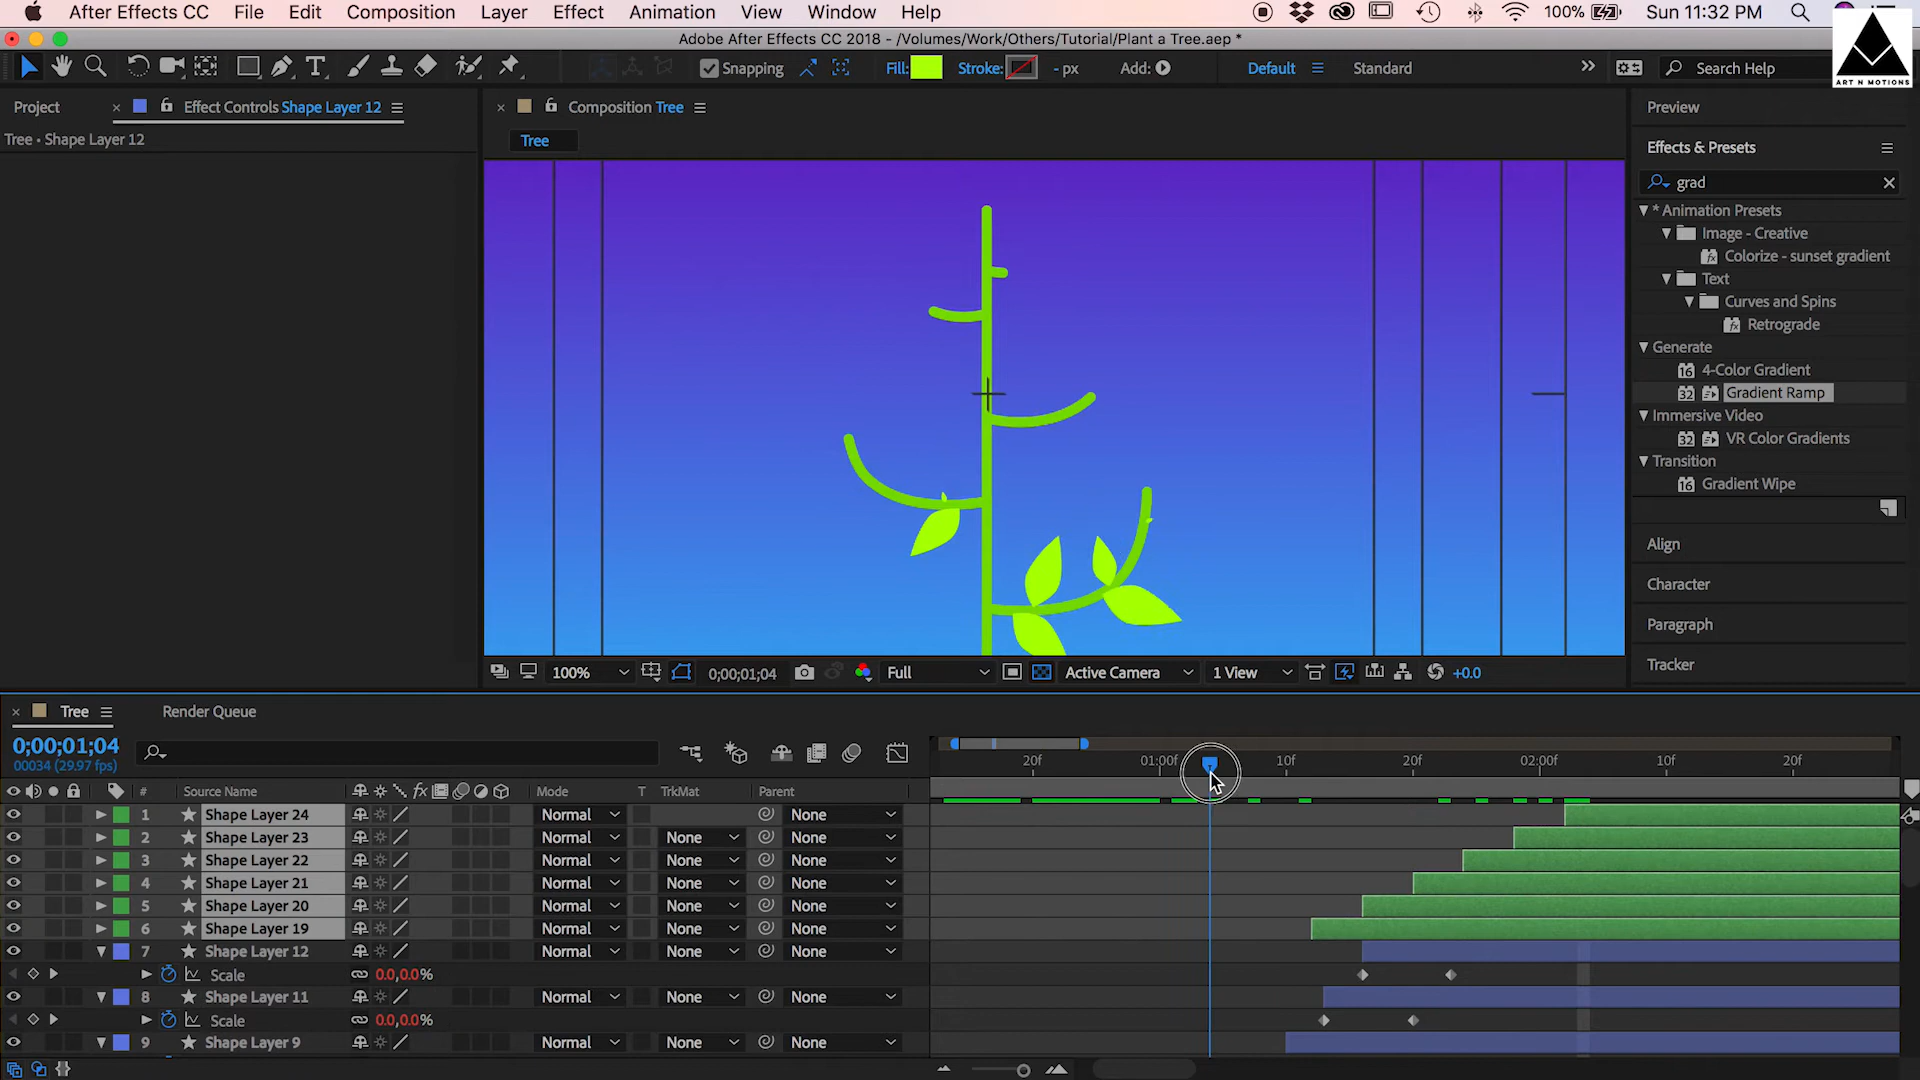 After Effects CC File Edit Composition Layer Effect Animation View Window Help 100% Sun 11:32 PM
Adobe After Effects CC 2018 - /Volumes/Work/Others/Tutorial/Plant a Tree.aep *
Snapping Fill: Stroke: - px Add: Default Standard Search Help
ART N MOTIONS
Project Effect Controls Shape Layer 12 Composition Tree Preview
Tree • Shape Layer 12
Tree
Effects & Presets
grad
* Animation Presets
Image - Creative
Colorize - sunset gradient
Text
Curves and Spins
Retrograde
Generate
16 4-Color Gradient
32 Gradient Ramp
Immersive Video
32 VR Color Gradients
Transition
16 Gradient Wipe
Align
Character
Paragraph
Tracker
100% 0;00;01;04 Full Active Camera 1 View +0.0
Tree Render Queue
0;00;01;04
00034 (29.97 fps)
20f 01:00f 10f 20f 02:00f 10f 20f
# Source Name fx Mode T TrkMat Parent
1 Shape Layer 24 Normal None
2 Shape Layer 23 Normal None None
3 Shape Layer 22 Normal None None
4 Shape Layer 21 Normal None None
5 Shape Layer 20 Normal None None
6 Shape Layer 19 Normal None None
7 Shape Layer 12 Normal None None
Scale 0.0,0.0%
8 Shape Layer 11 Normal None None
Scale 0.0,0.0%
9 Shape Layer 9 Normal None None